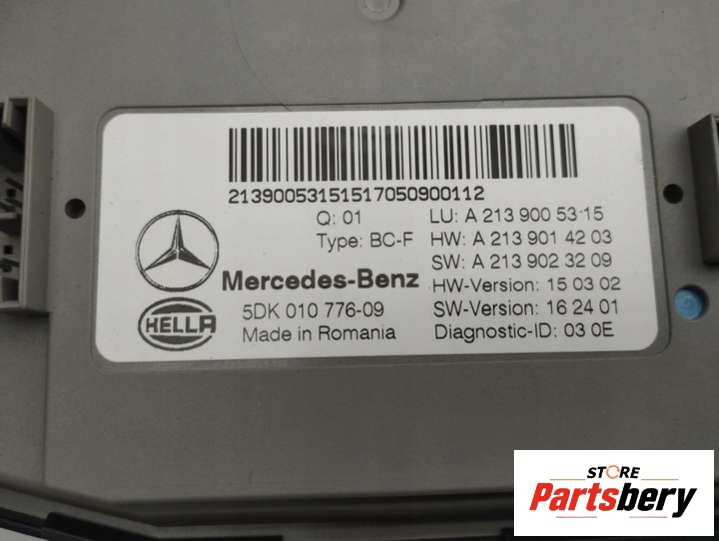 21390053151517050900112
Q: 01
LU: A 213 900 53 15
Type: BC-F
HW: A 213 901 42 03
SW: A 213 902 32 09
Mercedes-Benz
HW-Version: 15 03 02
HELLA
5DK 010 776-09
SW-Version: 16 24 01
Made in Romania
Diagnostic-ID: 03 0E
STORE
Partsbery